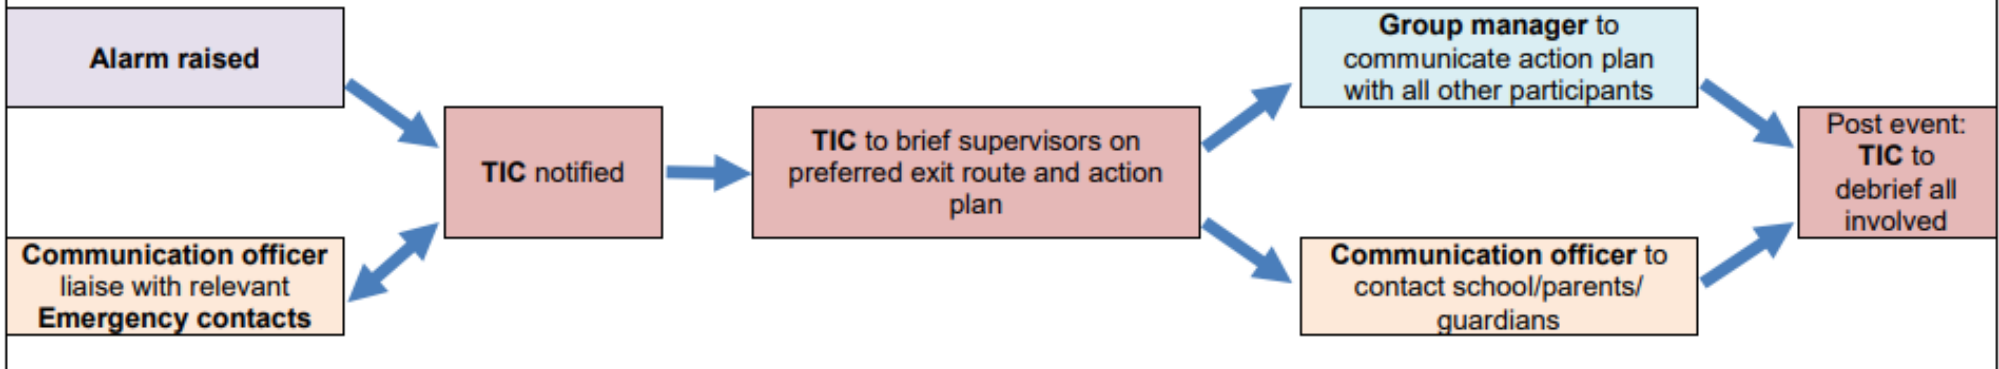 Alarm raised
Communication officer
liaise with relevant
Emergency contacts
TIC notified
TIC to brief supervisors on
preferred exit route and action
plan
Group manager to
communicate action plan
with all other participants
Communication officer to
contact school/parents/
guardians
Post event:
TIC to
debrief all
involved